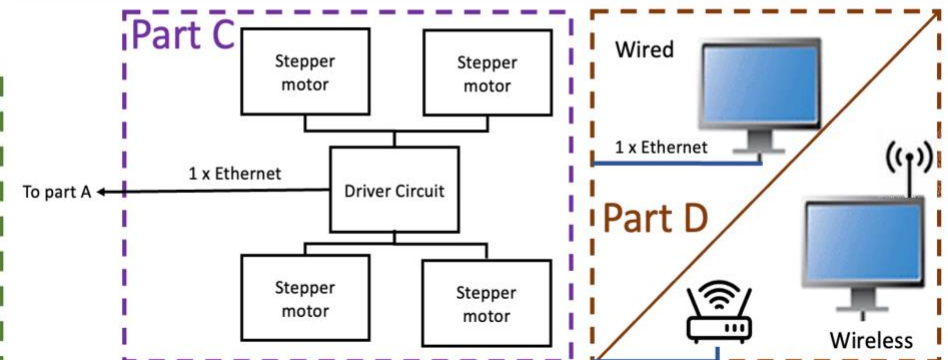 Part C
Stepper
motor
Stepper
motor
1 x Ethernet
To part A
Driver Circuit
Stepper
motor
Stepper
motor
Wired
1 x Ethernet
Part D
Wireless